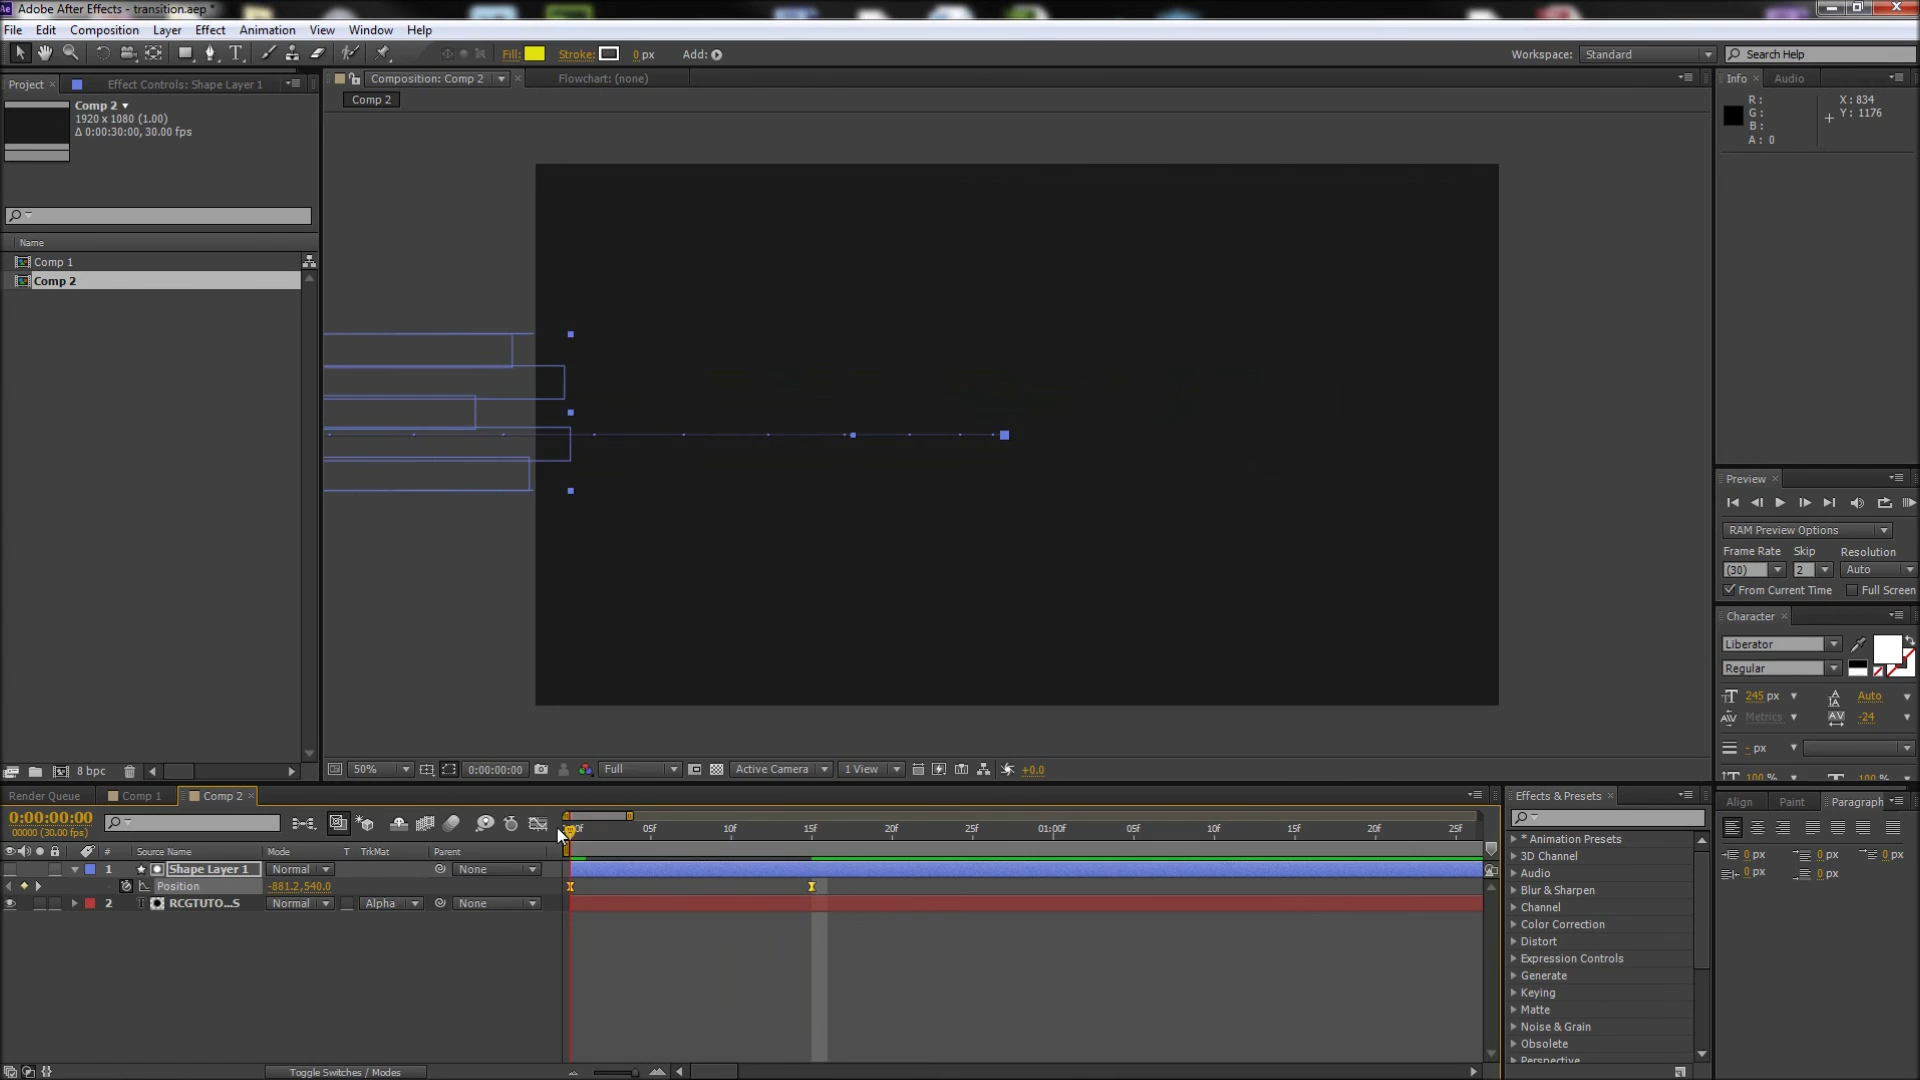 Adobe After Effects - transition.aep *
File Edit Composition Layer Effect Animation View Window Help
Fill: Stroke: 0 px Add: Workspace: Standard Search Help
Project Effect Controls: Shape Layer 1 Composition: Comp 2 Flowchart: (none) Info Audio
Comp 2
1920 x 1080 (1.00)
Δ 0:00:30:00, 30.00 fps
Comp 2
R:
G:
B:
A: 0
X: 834
Y: 1176
Name
Comp 1
Comp 2
Preview
RAM Preview Options
Frame Rate Skip Resolution
(30) 2 Auto
From Current Time Full Screen
Character
Liberator
Regular
245 px Auto
Metrics -24
- px
100 % 100 %
8 bpc 50% 0:00:00:00 Full Active Camera 1 View +0.0
Render Queue Comp 1 Comp 2
0:00:00:00
00000 (30.00 fps)
05f 10f 15f 20f 25f 01:00f 05f 10f 15f 20f 25f
# Source Name Mode T TrkMat Parent
1 Shape Layer 1 Normal None
Position -881.2,540.0
2 RCGTUTO...S Normal Alpha None
Toggle Switches / Modes
Effects & Presets
* Animation Presets
3D Channel
Audio
Blur & Sharpen
Channel
Color Correction
Distort
Expression Controls
Generate
Keying
Matte
Noise & Grain
Obsolete
Perspective
Align Paint Paragraph
0 px 0 px 0 px
0 px 0 px